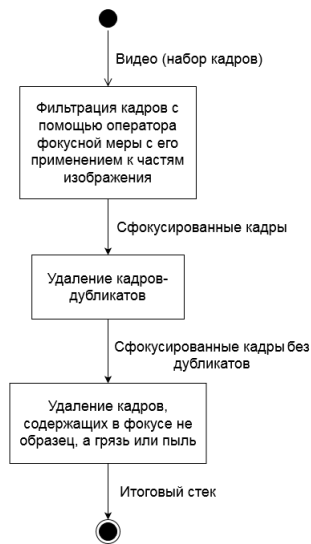 Видео (набор кадров)
Фильтрация кадров с
помощью оператора
фокусной меры с его
применением к частям
изображения
Сфокусированные кадры
Удаление кадров-
дубликатов
Сфокусированные кадры без
дубликатов
Удаление кадров,
содержащих в фокусе не
образец, а грязь или пыль
Итоговый стек